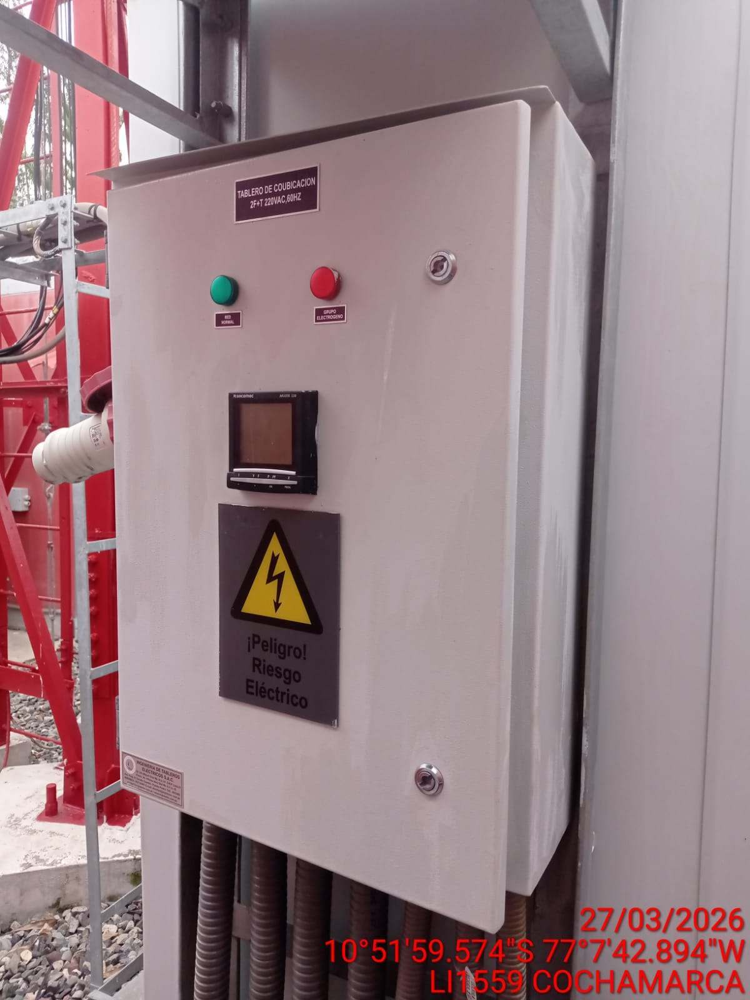 TABLERO DE COUBICACION
2F+T 220VAC,60HZ
RED
NORMAL
GRUPO
ELECTROGENO
socomec
MULTIS
¡Peligro!
Riesgo
Eléctrico
INGENIERIA DE TABLEROS
ELECTRICOS S.A.C.
27/03/2026
10°51'59.574"S 77°7'42.894"W
LI1559 COCHAMARCA